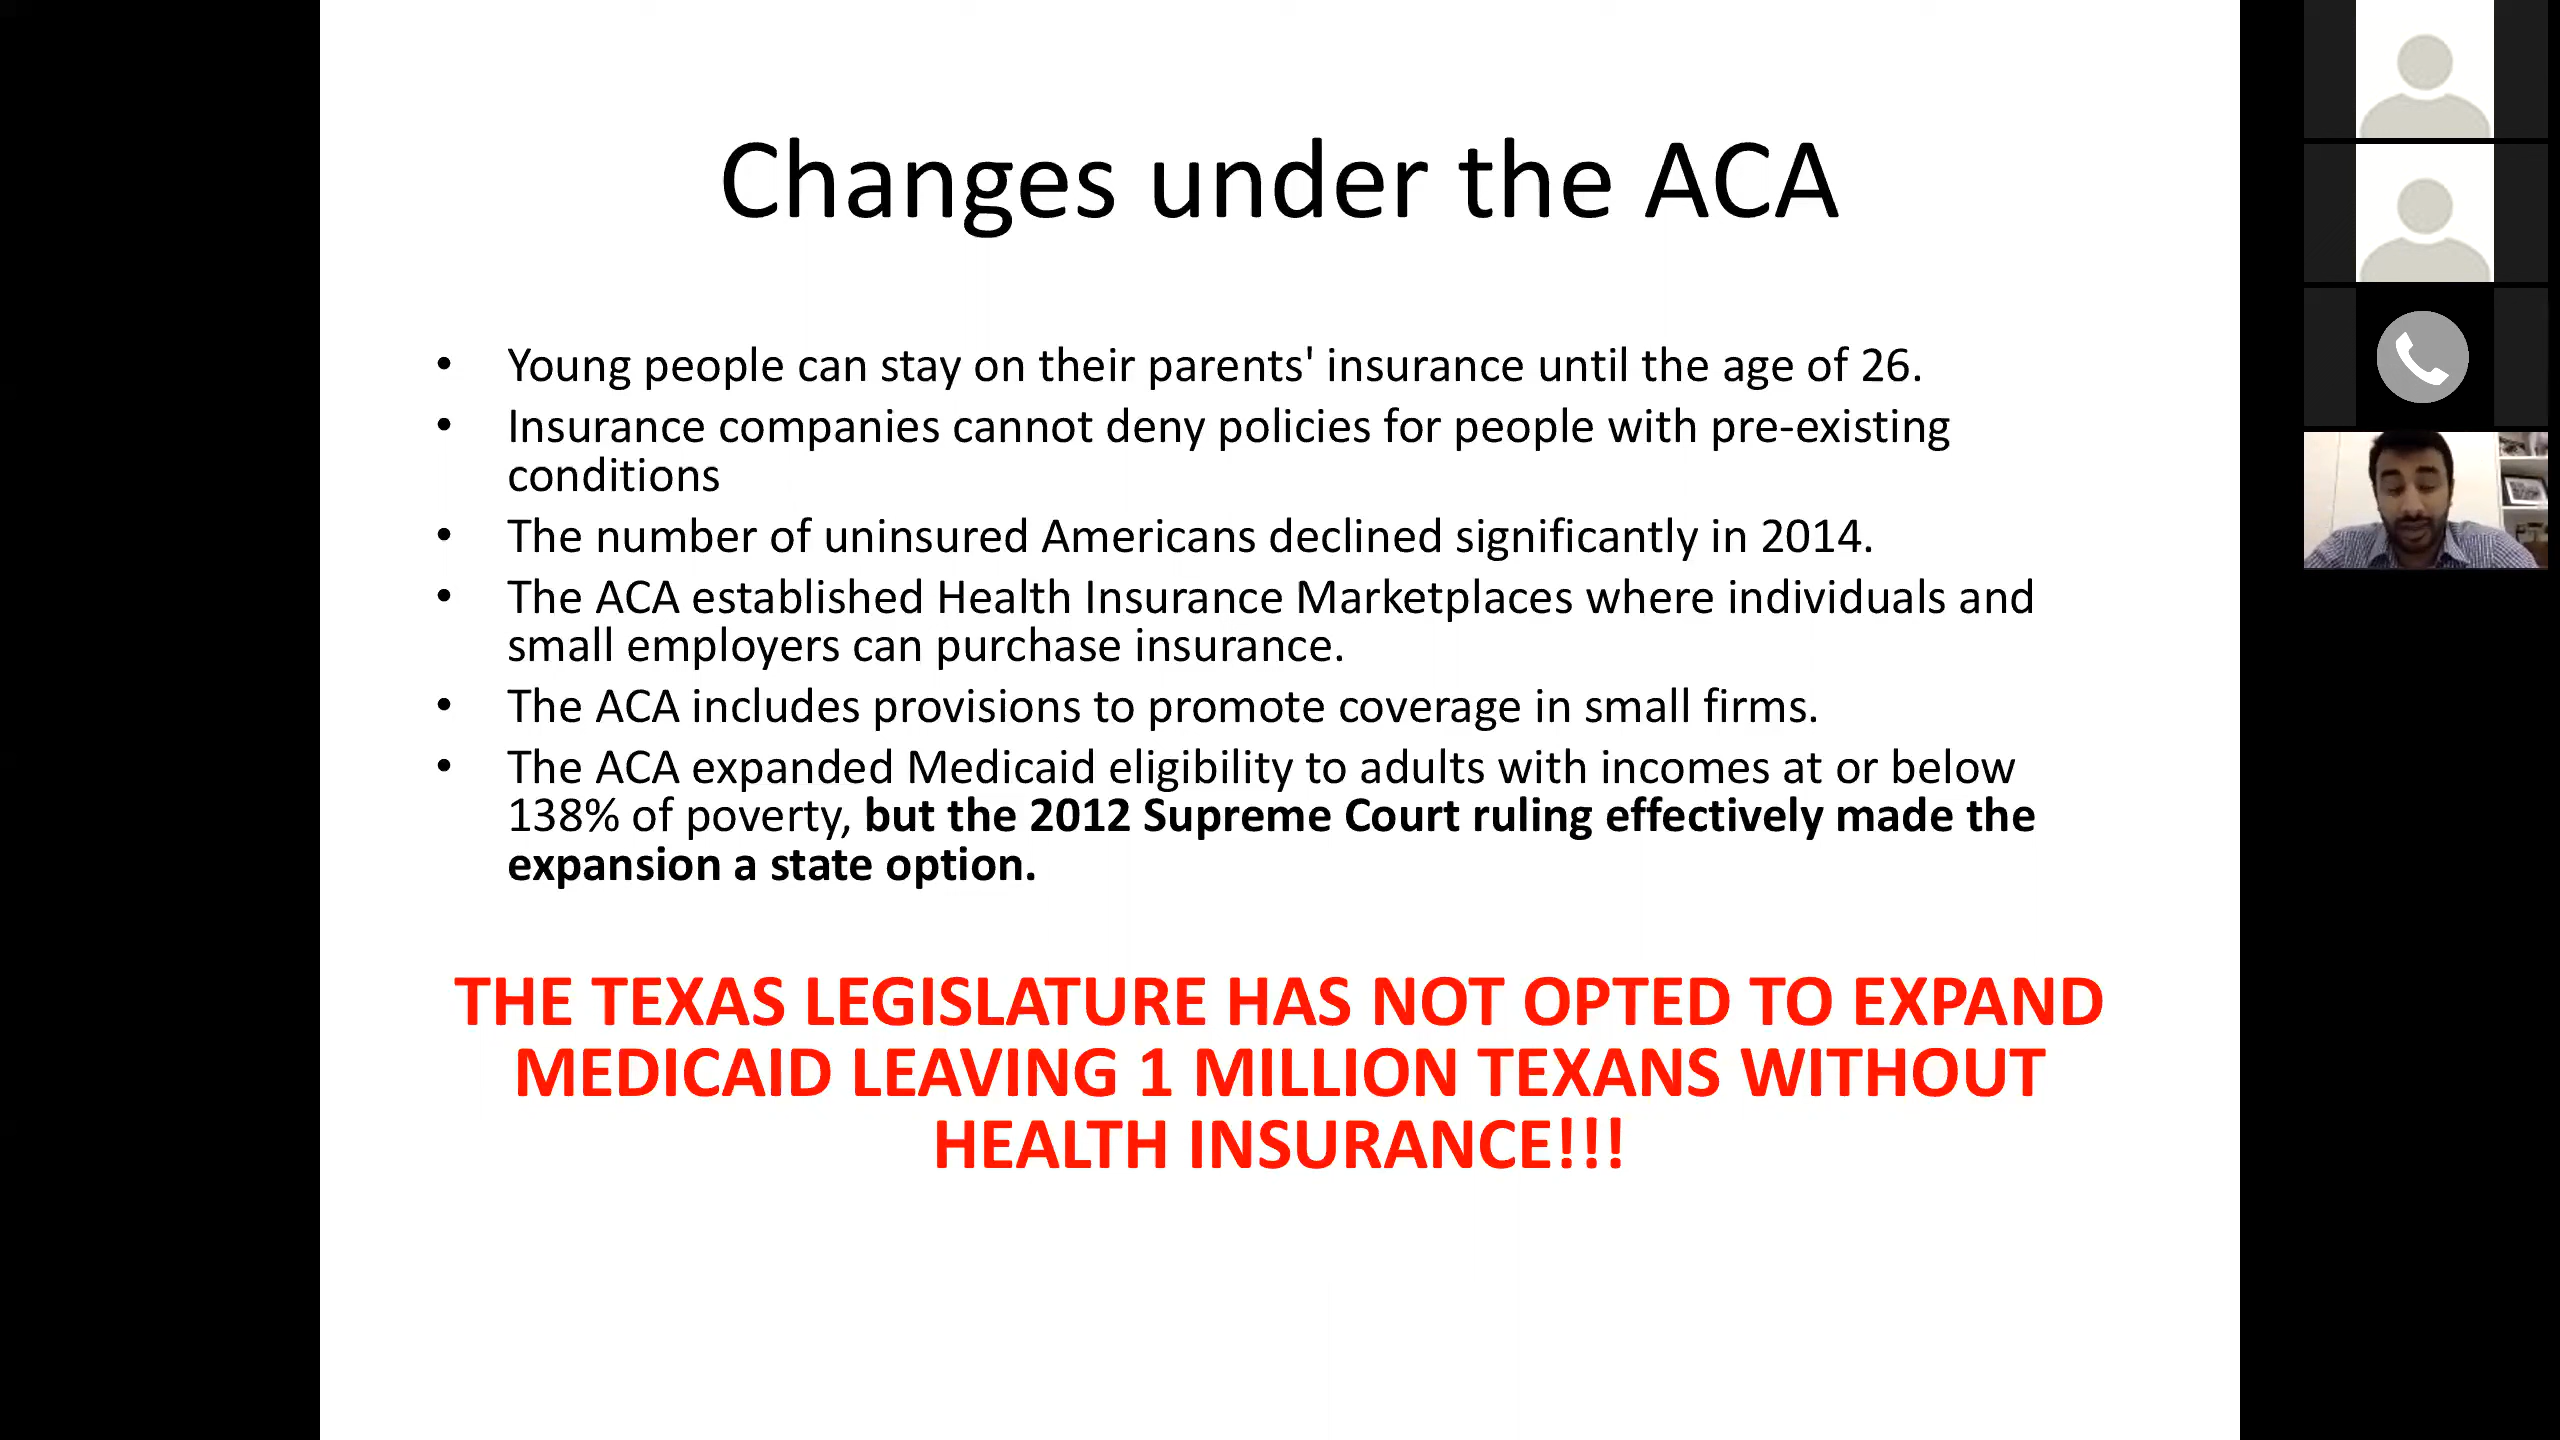 Changes under the ACA
• Young people can stay on their parents' insurance until the age of 26.
• Insurance companies cannot deny policies for people with pre-existing
conditions
• The number of uninsured Americans declined significantly in 2014.
• The ACA established Health Insurance Marketplaces where individuals and
small employers can purchase insurance.
• The ACA includes provisions to promote coverage in small firms.
• The ACA expanded Medicaid eligibility to adults with incomes at or below
138% of poverty, but the 2012 Supreme Court ruling effectively made the
expansion a state option.
THE TEXAS LEGISLATURE HAS NOT OPTED TO EXPAND
MEDICAID LEAVING 1 MILLION TEXANS WITHOUT
HEALTH INSURANCE!!!